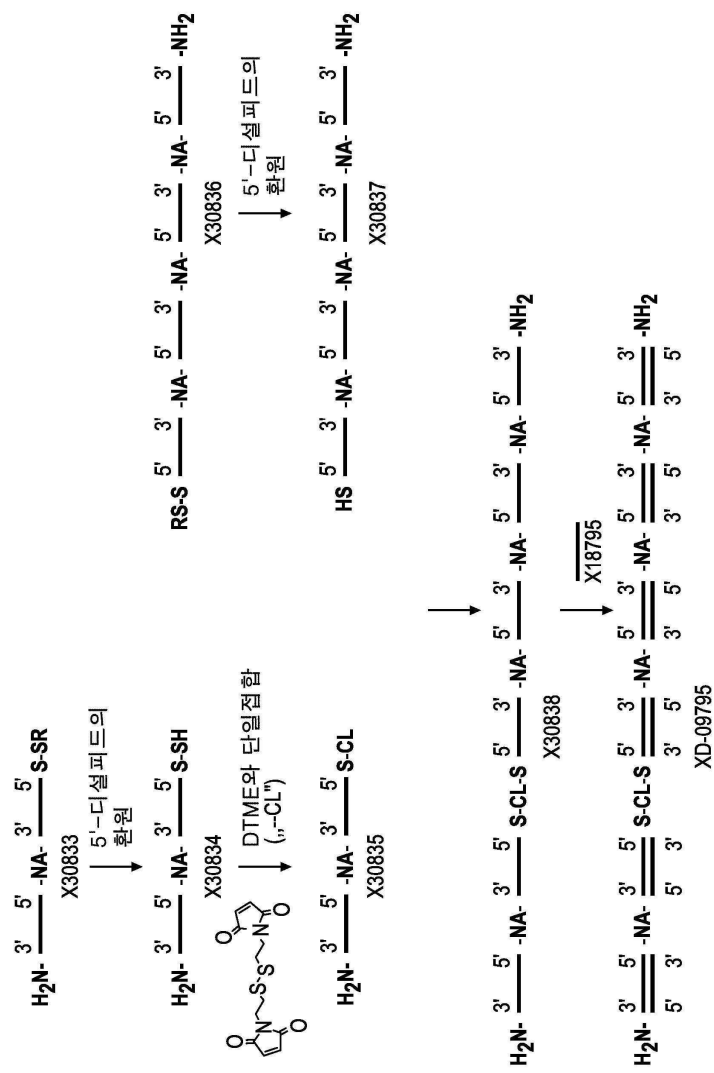 3' 5' 3' 5'
H₂N- -NA- S-SR
X30833
5'-디설피드의
환원
3' 5' 3' 5'
H₂N- -NA- S-SH
X30834
DTME와 단일접합
(„--CL")
O N S-S N O
O O
3' 5' 3' 5'
H₂N- -NA- S-CL
X30835
5' 3' 5' 3' 5' 3' 5' 3'
RS-S -NA- -NA- -NA- -NH₂
X30836
5'-디설피드의
환원
5' 3' 5' 3' 5' 3' 5' 3'
HS -NA- -NA- -NA- -NH₂
X30837
3' 5' 3' 5' 5' 3' 5' 3' 5' 3' 5' 3'
H₂N- -NA- S-CL-S -NA- -NA- -NA- -NH₂
X30838
X18795
3' 5' 3' 5' 5' 3' 5' 3' 5' 3' 5' 3'
H₂N- -NA- S-CL-S -NA- -NA- -NA- -NH₂
XD-09795